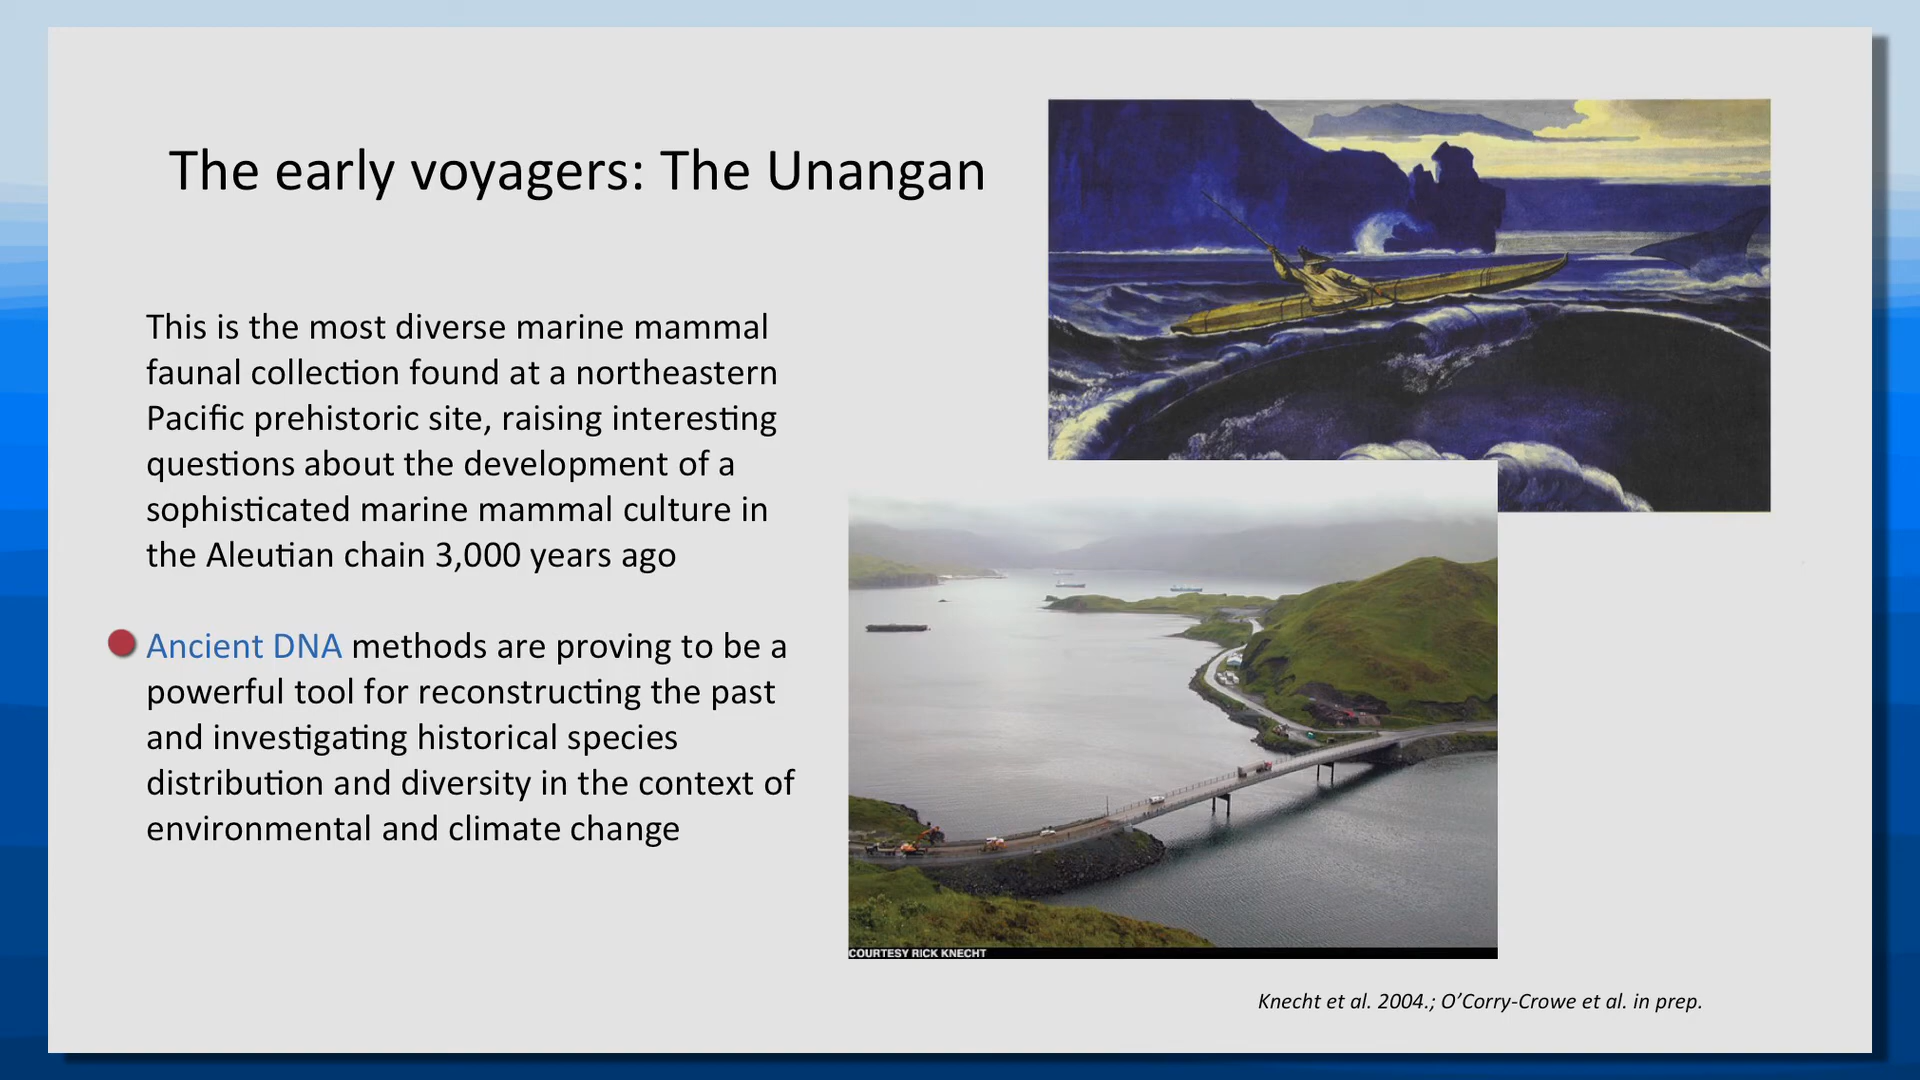 The early voyagers: The Unangan
This is the most diverse marine mammal
faunal collection found at a northeastern
Pacific prehistoric site, raising interesting
questions about the development of a
sophisticated marine mammal culture in
the Aleutian chain 3,000 years ago
Ancient DNA methods are proving to be a
powerful tool for reconstructing the past
and investigating historical species
distribution and diversity in the context of
environmental and climate change
COURTESY RICK KNECHT
Knecht et al. 2004.; O’Corry-Crowe et al. in prep.